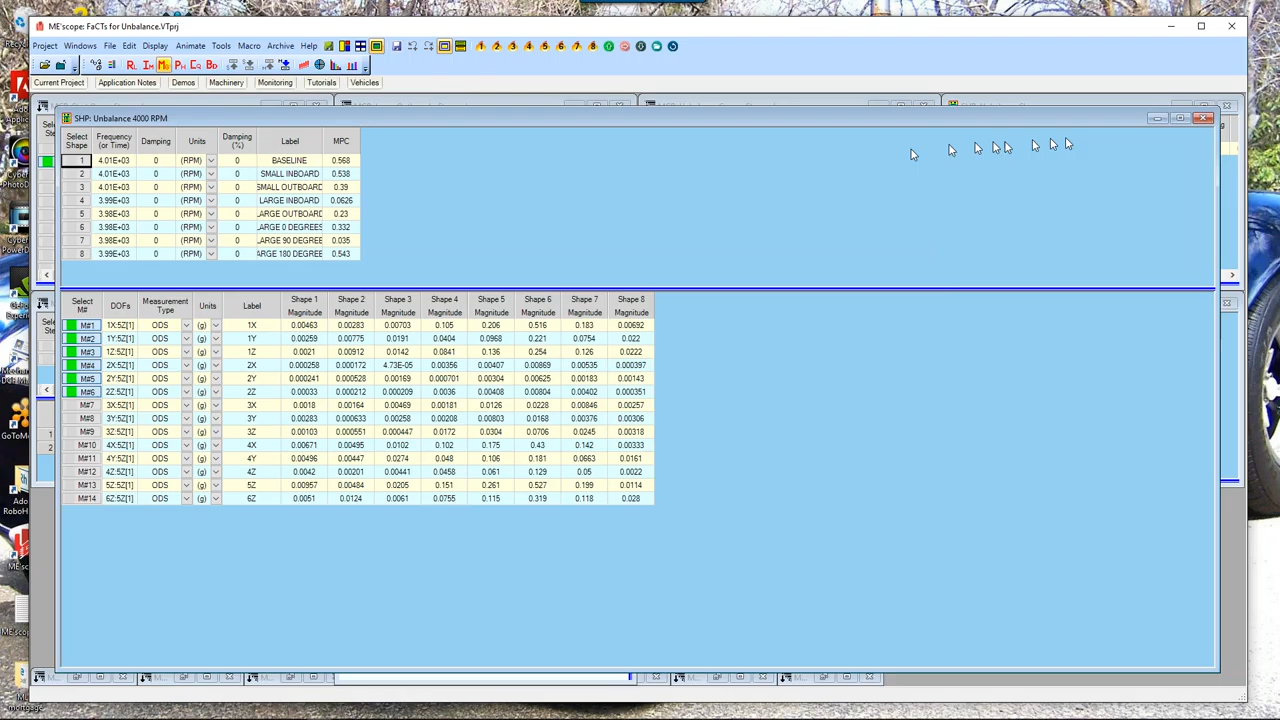 ME'scope: FaCTs for Unbalance.VTprj
Project Windows File Edit Display Animate Tools Macro Archive Help
Current Project Application Notes Demos Machinery Monitoring Tutorials Vehicles
SHP: Unbalance 4000 RPM
Select Shape Frequency (or Time) Damping Units Damping (%) Label MPC
1 4.01E+03 0 (RPM) 0 BASELINE 0.568
2 4.01E+03 0 (RPM) 0 SMALL INBOARD 0.538
3 4.01E+03 0 (RPM) 0 SMALL OUTBOARD 0.39
4 3.99E+03 0 (RPM) 0 LARGE INBOARD 0.0626
5 3.98E+03 0 (RPM) 0 LARGE OUTBOARD 0.23
6 3.98E+03 0 (RPM) 0 LARGE 0 DEGREES 0.332
7 3.98E+03 0 (RPM) 0 LARGE 90 DEGREE 0.035
8 3.99E+03 0 (RPM) 0 ARGE 180 DEGREE 0.543
Select M# DOFs Measurement Type Units Label Shape 1 Magnitude Shape 2 Magnitude Shape 3 Magnitude Shape 4 Magnitude Shape 5 Magnitude Shape 6 Magnitude Shape 7 Magnitude Shape 8 Magnitude
M#1 1X:5Z[1] ODS (g) 1X 0.00463 0.00283 0.00703 0.105 0.206 0.516 0.183 0.00692
M#2 1Y:5Z[1] ODS (g) 1Y 0.00259 0.00775 0.0191 0.0404 0.0968 0.221 0.0754 0.022
M#3 1Z:5Z[1] ODS (g) 1Z 0.0021 0.00912 0.0142 0.0841 0.136 0.254 0.126 0.0222
M#4 2X:5Z[1] ODS (g) 2X 0.000258 0.000172 4.73E-05 0.00356 0.00407 0.00869 0.00535 0.000397
M#5 2Y:5Z[1] ODS (g) 2Y 0.000241 0.000528 0.00169 0.000701 0.00304 0.00625 0.00183 0.00143
M#6 2Z:5Z[1] ODS (g) 2Z 0.00033 0.000212 0.000209 0.0036 0.00408 0.00804 0.00402 0.000351
M#7 3X:5Z[1] ODS (g) 3X 0.0018 0.00164 0.00469 0.00181 0.0126 0.0228 0.00846 0.00257
M#8 3Y:5Z[1] ODS (g) 3Y 0.00283 0.000633 0.00258 0.00208 0.00803 0.0168 0.00376 0.00306
M#9 3Z:5Z[1] ODS (g) 3Z 0.00103 0.000551 0.000447 0.0172 0.0304 0.0706 0.0245 0.00318
M#10 4X:5Z[1] ODS (g) 4X 0.00671 0.00495 0.0102 0.102 0.175 0.43 0.142 0.00333
M#11 4Y:5Z[1] ODS (g) 4Y 0.00496 0.00447 0.0274 0.048 0.106 0.181 0.0663 0.0161
M#12 4Z:5Z[1] ODS (g) 4Z 0.0042 0.00201 0.00441 0.0458 0.061 0.129 0.05 0.0022
M#13 5Z:5Z[1] ODS (g) 5Z 0.00957 0.00484 0.0205 0.151 0.261 0.527 0.199 0.0114
M#14 6Z:5Z[1] ODS (g) 6Z 0.0051 0.0124 0.0061 0.0755 0.115 0.319 0.118 0.028